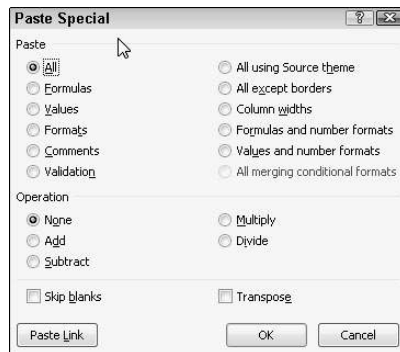 Paste Special
Paste
All
All using Source theme
Formulas
All except borders
Values
Column widths
Formats
Formulas and number formats
Comments
Values and number formats
Validation
All merging conditional formats
Operation
None
Multiply
Add
Divide
Subtract
Skip blanks
Transpose
Paste Link
OK
Cancel